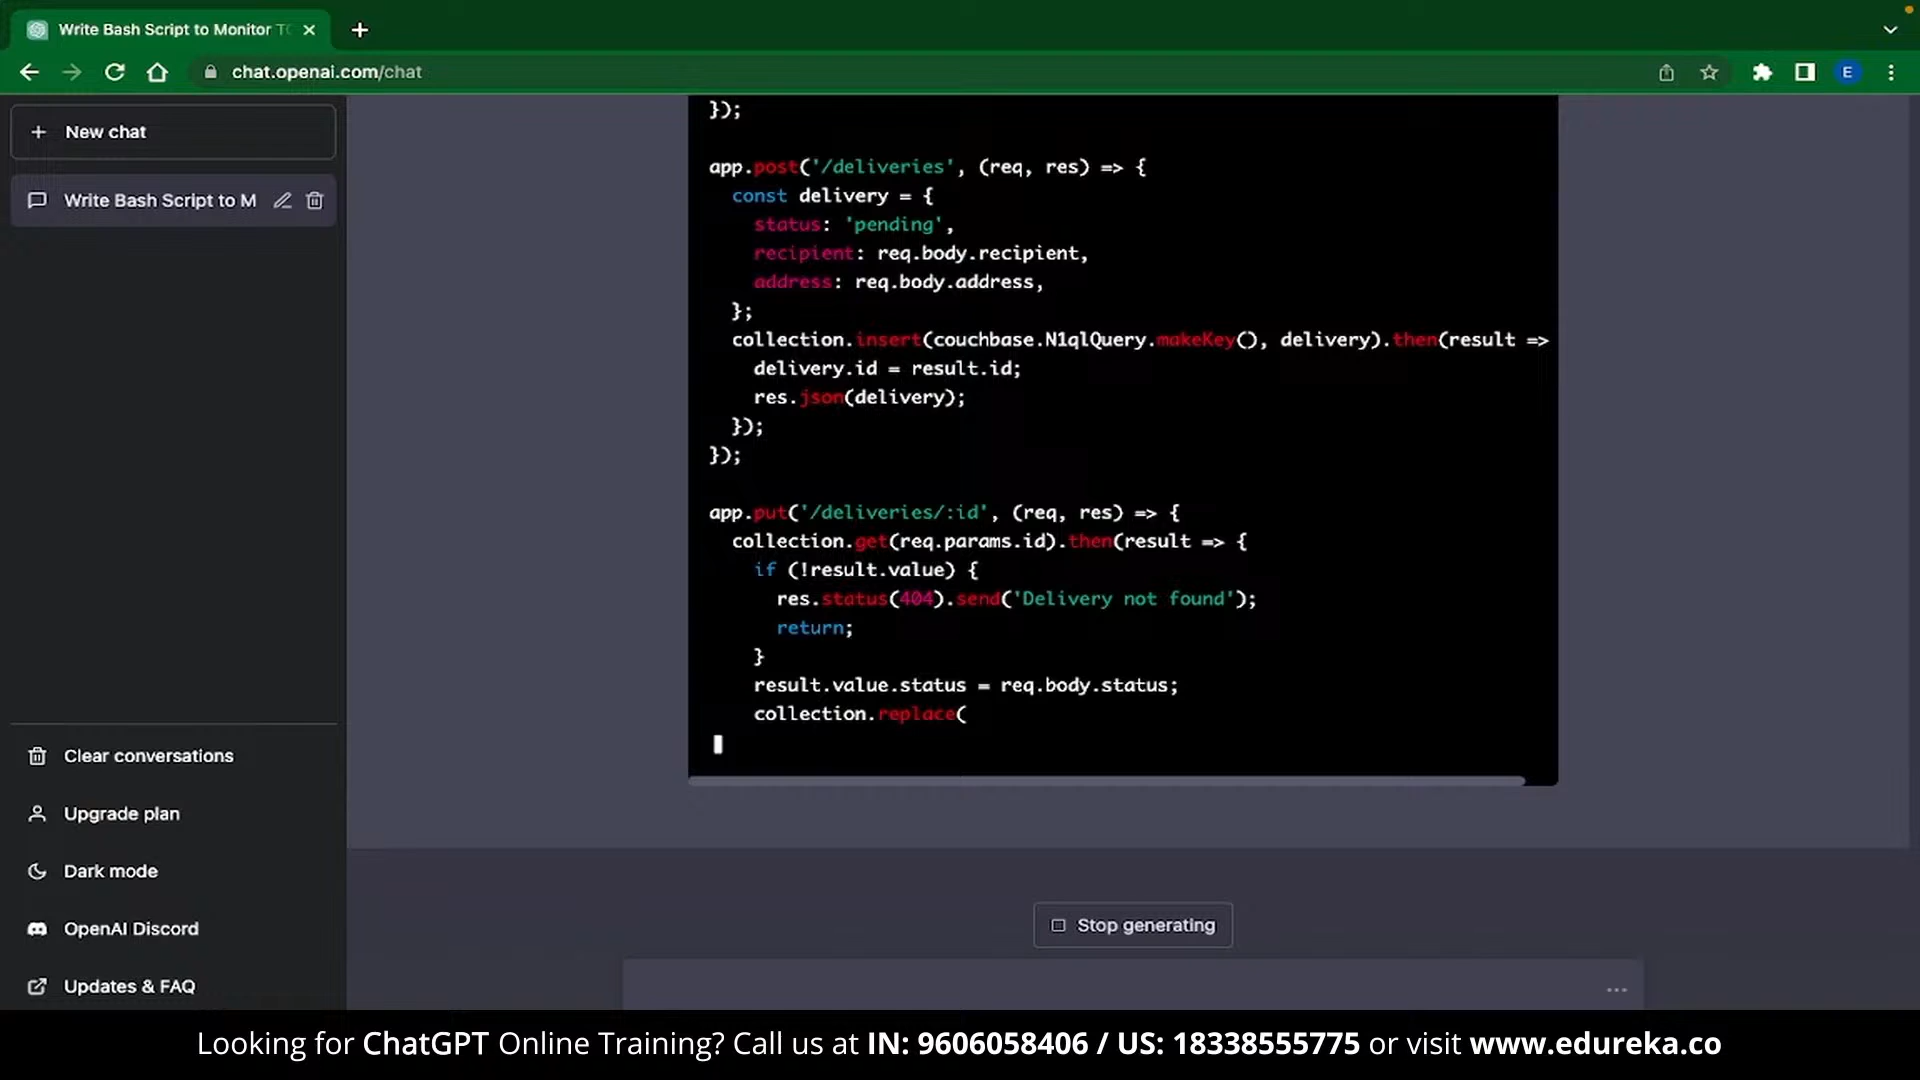 Write Bash Script to Monitor TC
chat.openai.com/chat
E
New chat
Write Bash Script to M
Clear conversations
Upgrade plan
Dark mode
OpenAI Discord
Updates & FAQ
});
app.post('/deliveries', (req, res) => {
const delivery = {
status: 'pending',
recipient: req.body.recipient,
address: req.body.address,
};
collection.insert(couchbase.N1qlQuery.makeKey(), delivery).then(result =>
delivery.id = result.id;
res.json(delivery);
});
});
app.put('/deliveries/:id', (req, res) => {
collection.get(req.params.id).then(result => {
if (!result.value) {
res.status(404).send('Delivery not found');
return;
}
result.value.status = req.body.status;
collection.replace(
Stop generating
Looking for ChatGPT Online Training? Call us at IN: 9606058406 / US: 18338555775 or visit www.edureka.co